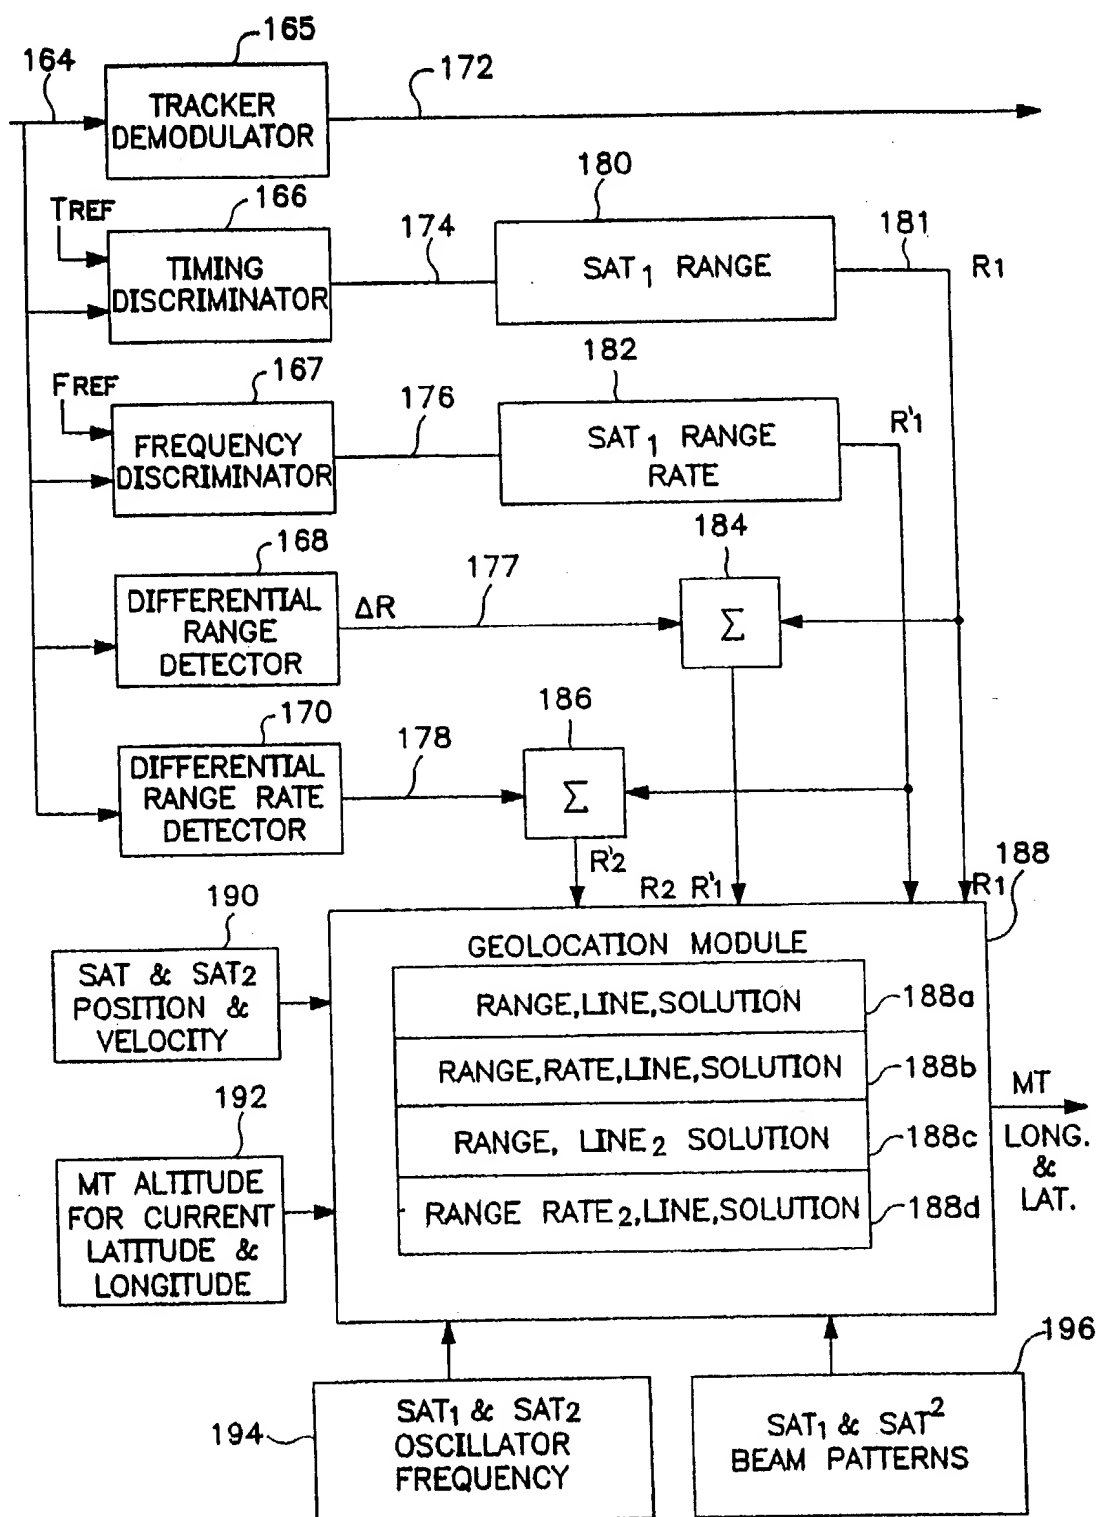 165
164
172
TRACKER
DEMODULATOR
180
166
TREF
174
181
TIMING
DISCRIMINATOR
SAT1 RANGE
R1
182
167
FREF
176
R'1
FREQUENCY
DISCRIMINATOR
SAT1 RANGE
RATE
184
168
177
DIFFERENTIAL
RANGE
DETECTOR
ΔR
Σ
186
170
178
DIFFERENTIAL
RANGE RATE
DETECTOR
Σ
R'2
R2 R'1
R1
188
190
GEOLOCATION MODULE
SAT & SAT2
POSITION &
VELOCITY
RANGE,LINE,SOLUTION
188a
RANGE,RATE,LINE,SOLUTION
188b
MT
192
RANGE, LINE2 SOLUTION
188c
LONG.
&
LAT.
MT ALTITUDE
FOR CURRENT
LATITUDE &
LONGITUDE
RANGE RATE2,LINE,SOLUTION
188d
196
194
SAT1 & SAT2
OSCILLATOR
FREQUENCY
SAT1 & SAT2
BEAM PATTERNS